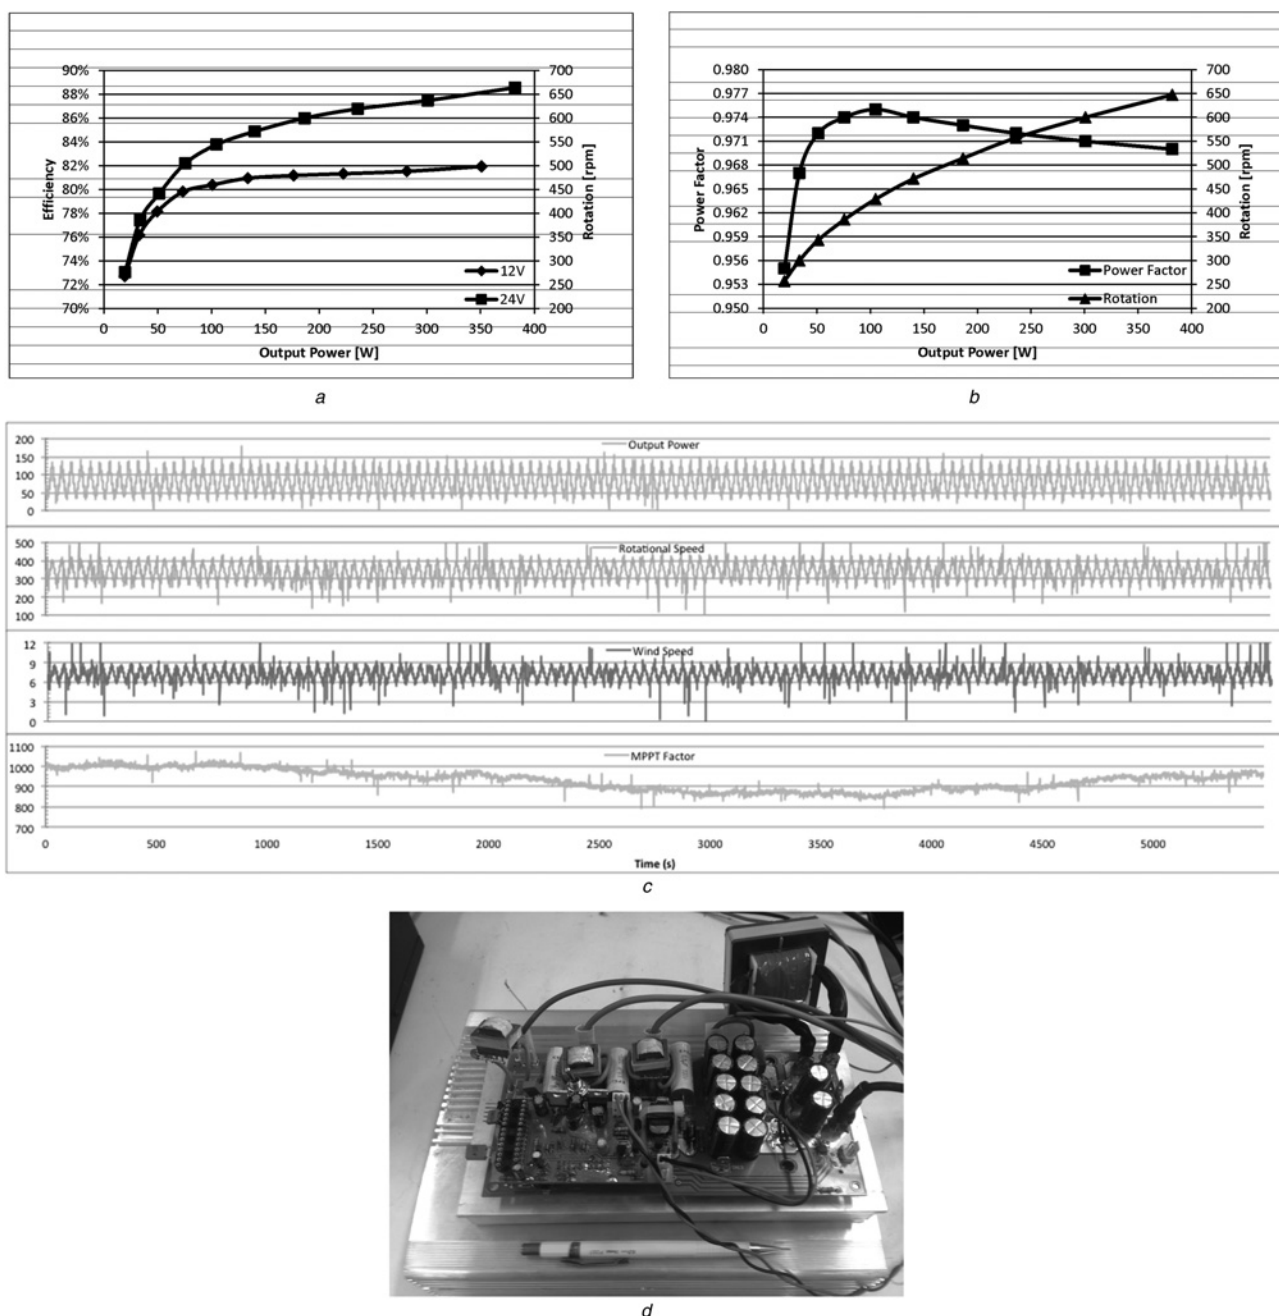 90%
88%
86%
84%
82%
80%
78%
76%
74%
72%
70%
Efficiency
0 50 100 150 200 250 300 350 400
Output Power [W]
700
650
600
550
500
450
400
350
300
250
200
Rotation [rpm]
12V
24V
a
0.980
0.977
0.974
0.971
0.968
0.965
0.962
0.959
0.956
0.953
0.950
Power Factor
0 50 100 150 200 250 300 350 400
Output Power [W]
700
650
600
550
500
450
400
350
300
250
200
Rotation [rpm]
Power Factor
Rotation
b
200
150
100
50
0
Output Power
500
400
300
200
100
Rotational Speed
12
9
6
3
0
Wind Speed
1100
1000
900
800
700
MPPT Factor
0 500 1000 1500 2000 2500 3000 3500 4000 4500 5000
Time (s)
c
d